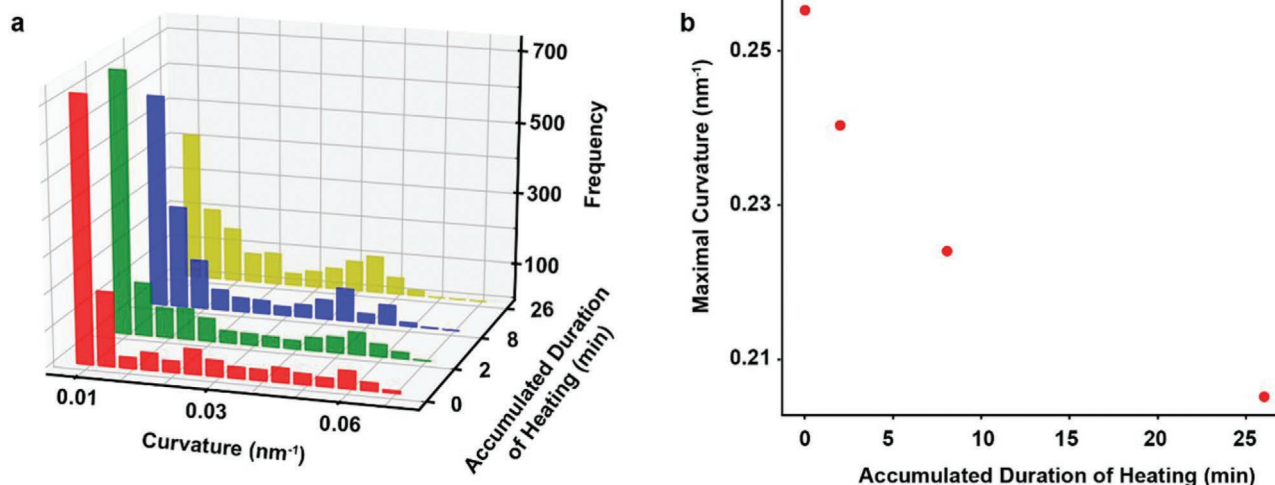 a
700
500
300
100
Frequency
26
8
2
0
Accumulated Duration
of Heating (min)
0.01
0.03
0.06
Curvature (nm⁻¹)
b
0.25
0.23
0.21
Maximal Curvature (nm⁻¹)
0 5 10 15 20 25
Accumulated Duration of Heating (min)